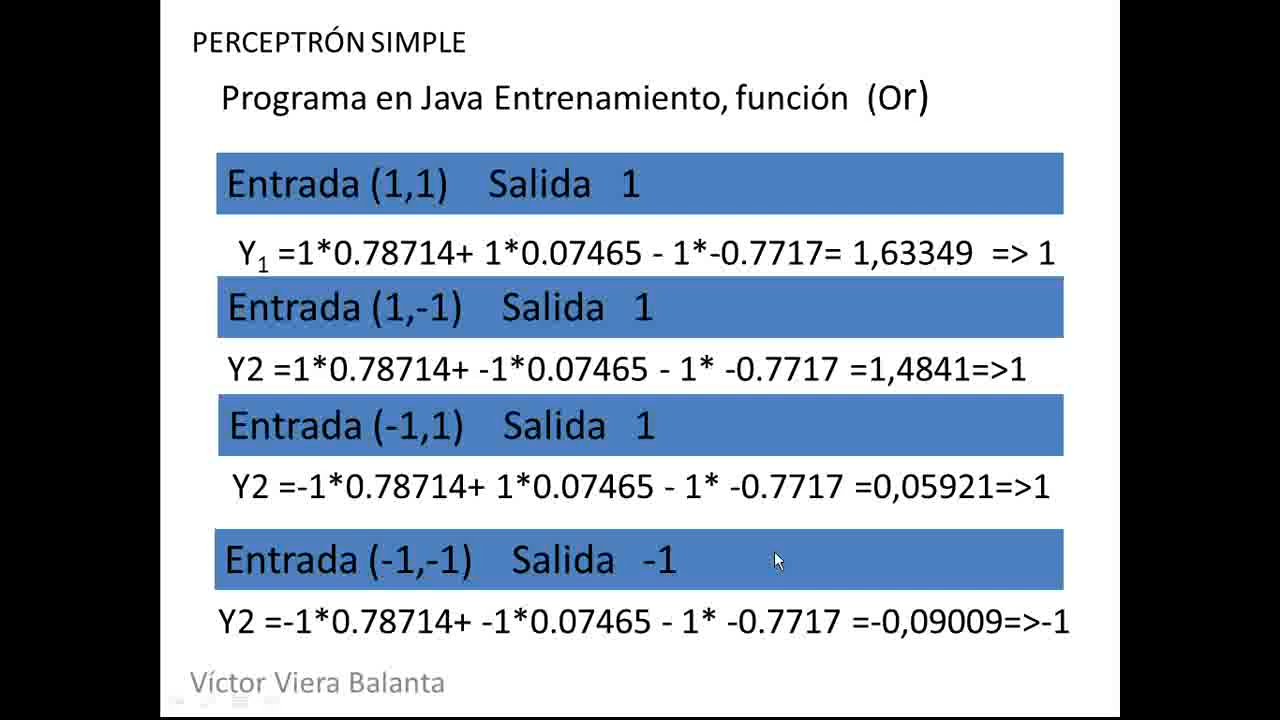 PERCEPTRÓN SIMPLE
Programa en Java Entrenamiento, función (Or)
Entrada (1,1) Salida 1
Y1 =1*0.78714+ 1*0.07465 - 1*-0.7717= 1,63349 => 1
Entrada (1,-1) Salida 1
Y2 =1*0.78714+ -1*0.07465 - 1* -0.7717 =1,4841=>1
Entrada (-1,1) Salida 1
Y2 =-1*0.78714+ 1*0.07465 - 1* -0.7717 =0,05921=>1
Entrada (-1,-1) Salida -1
Y2 =-1*0.78714+ -1*0.07465 - 1* -0.7717 =-0,09009=>-1
Víctor Viera Balanta